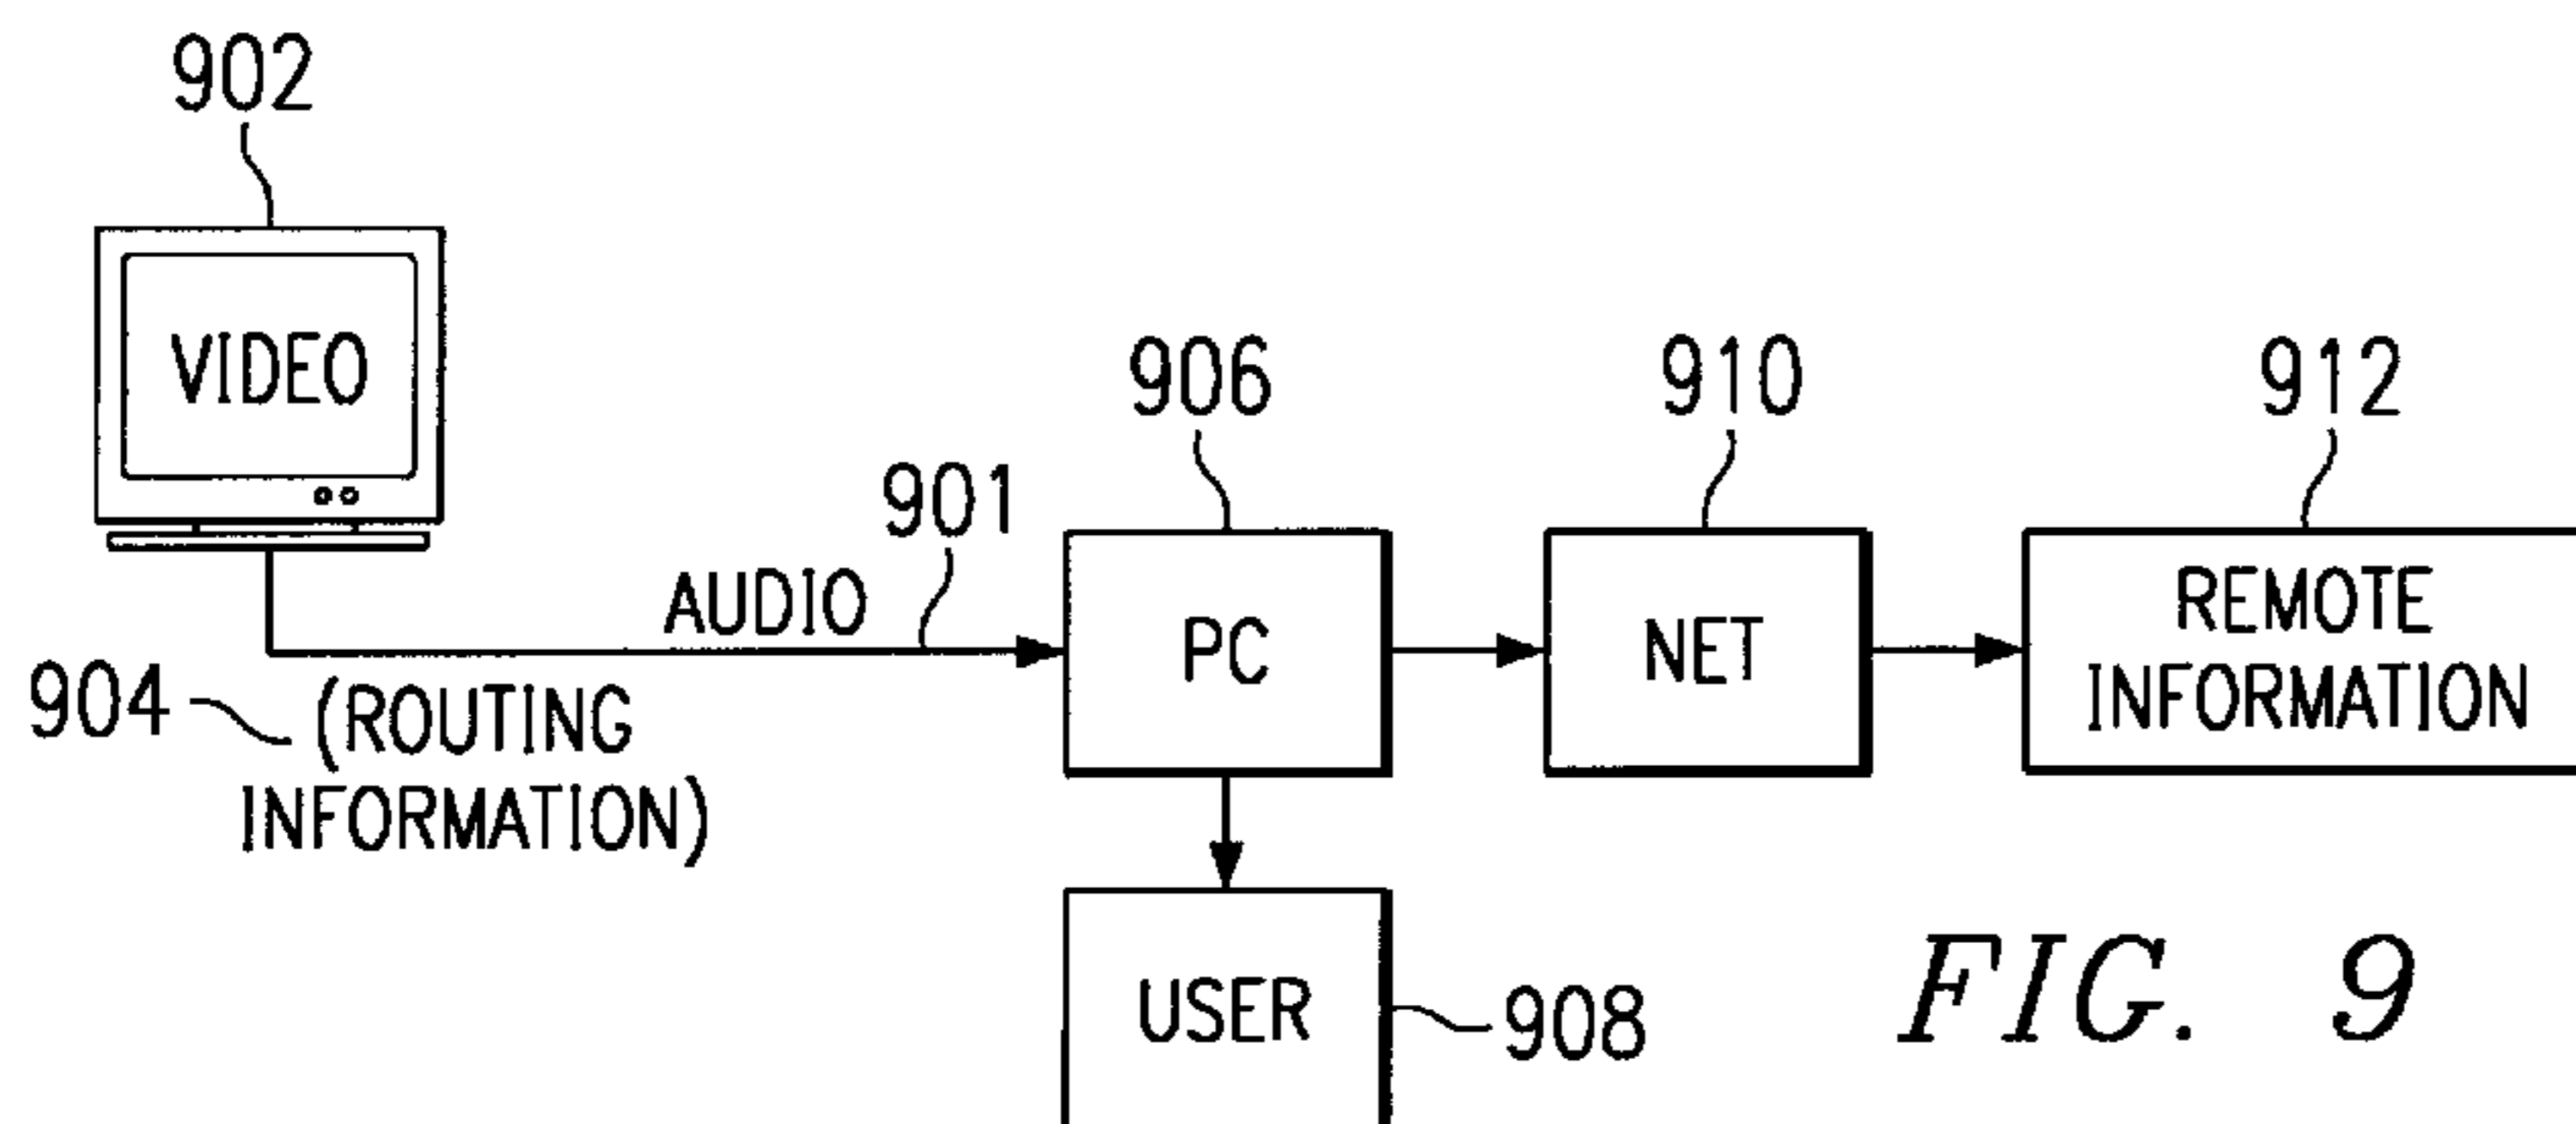 902
VIDEO
906
910
912
901
AUDIO
PC
NET
REMOTE
INFORMATION
904
(ROUTING
INFORMATION)
USER
908
FIG. 9